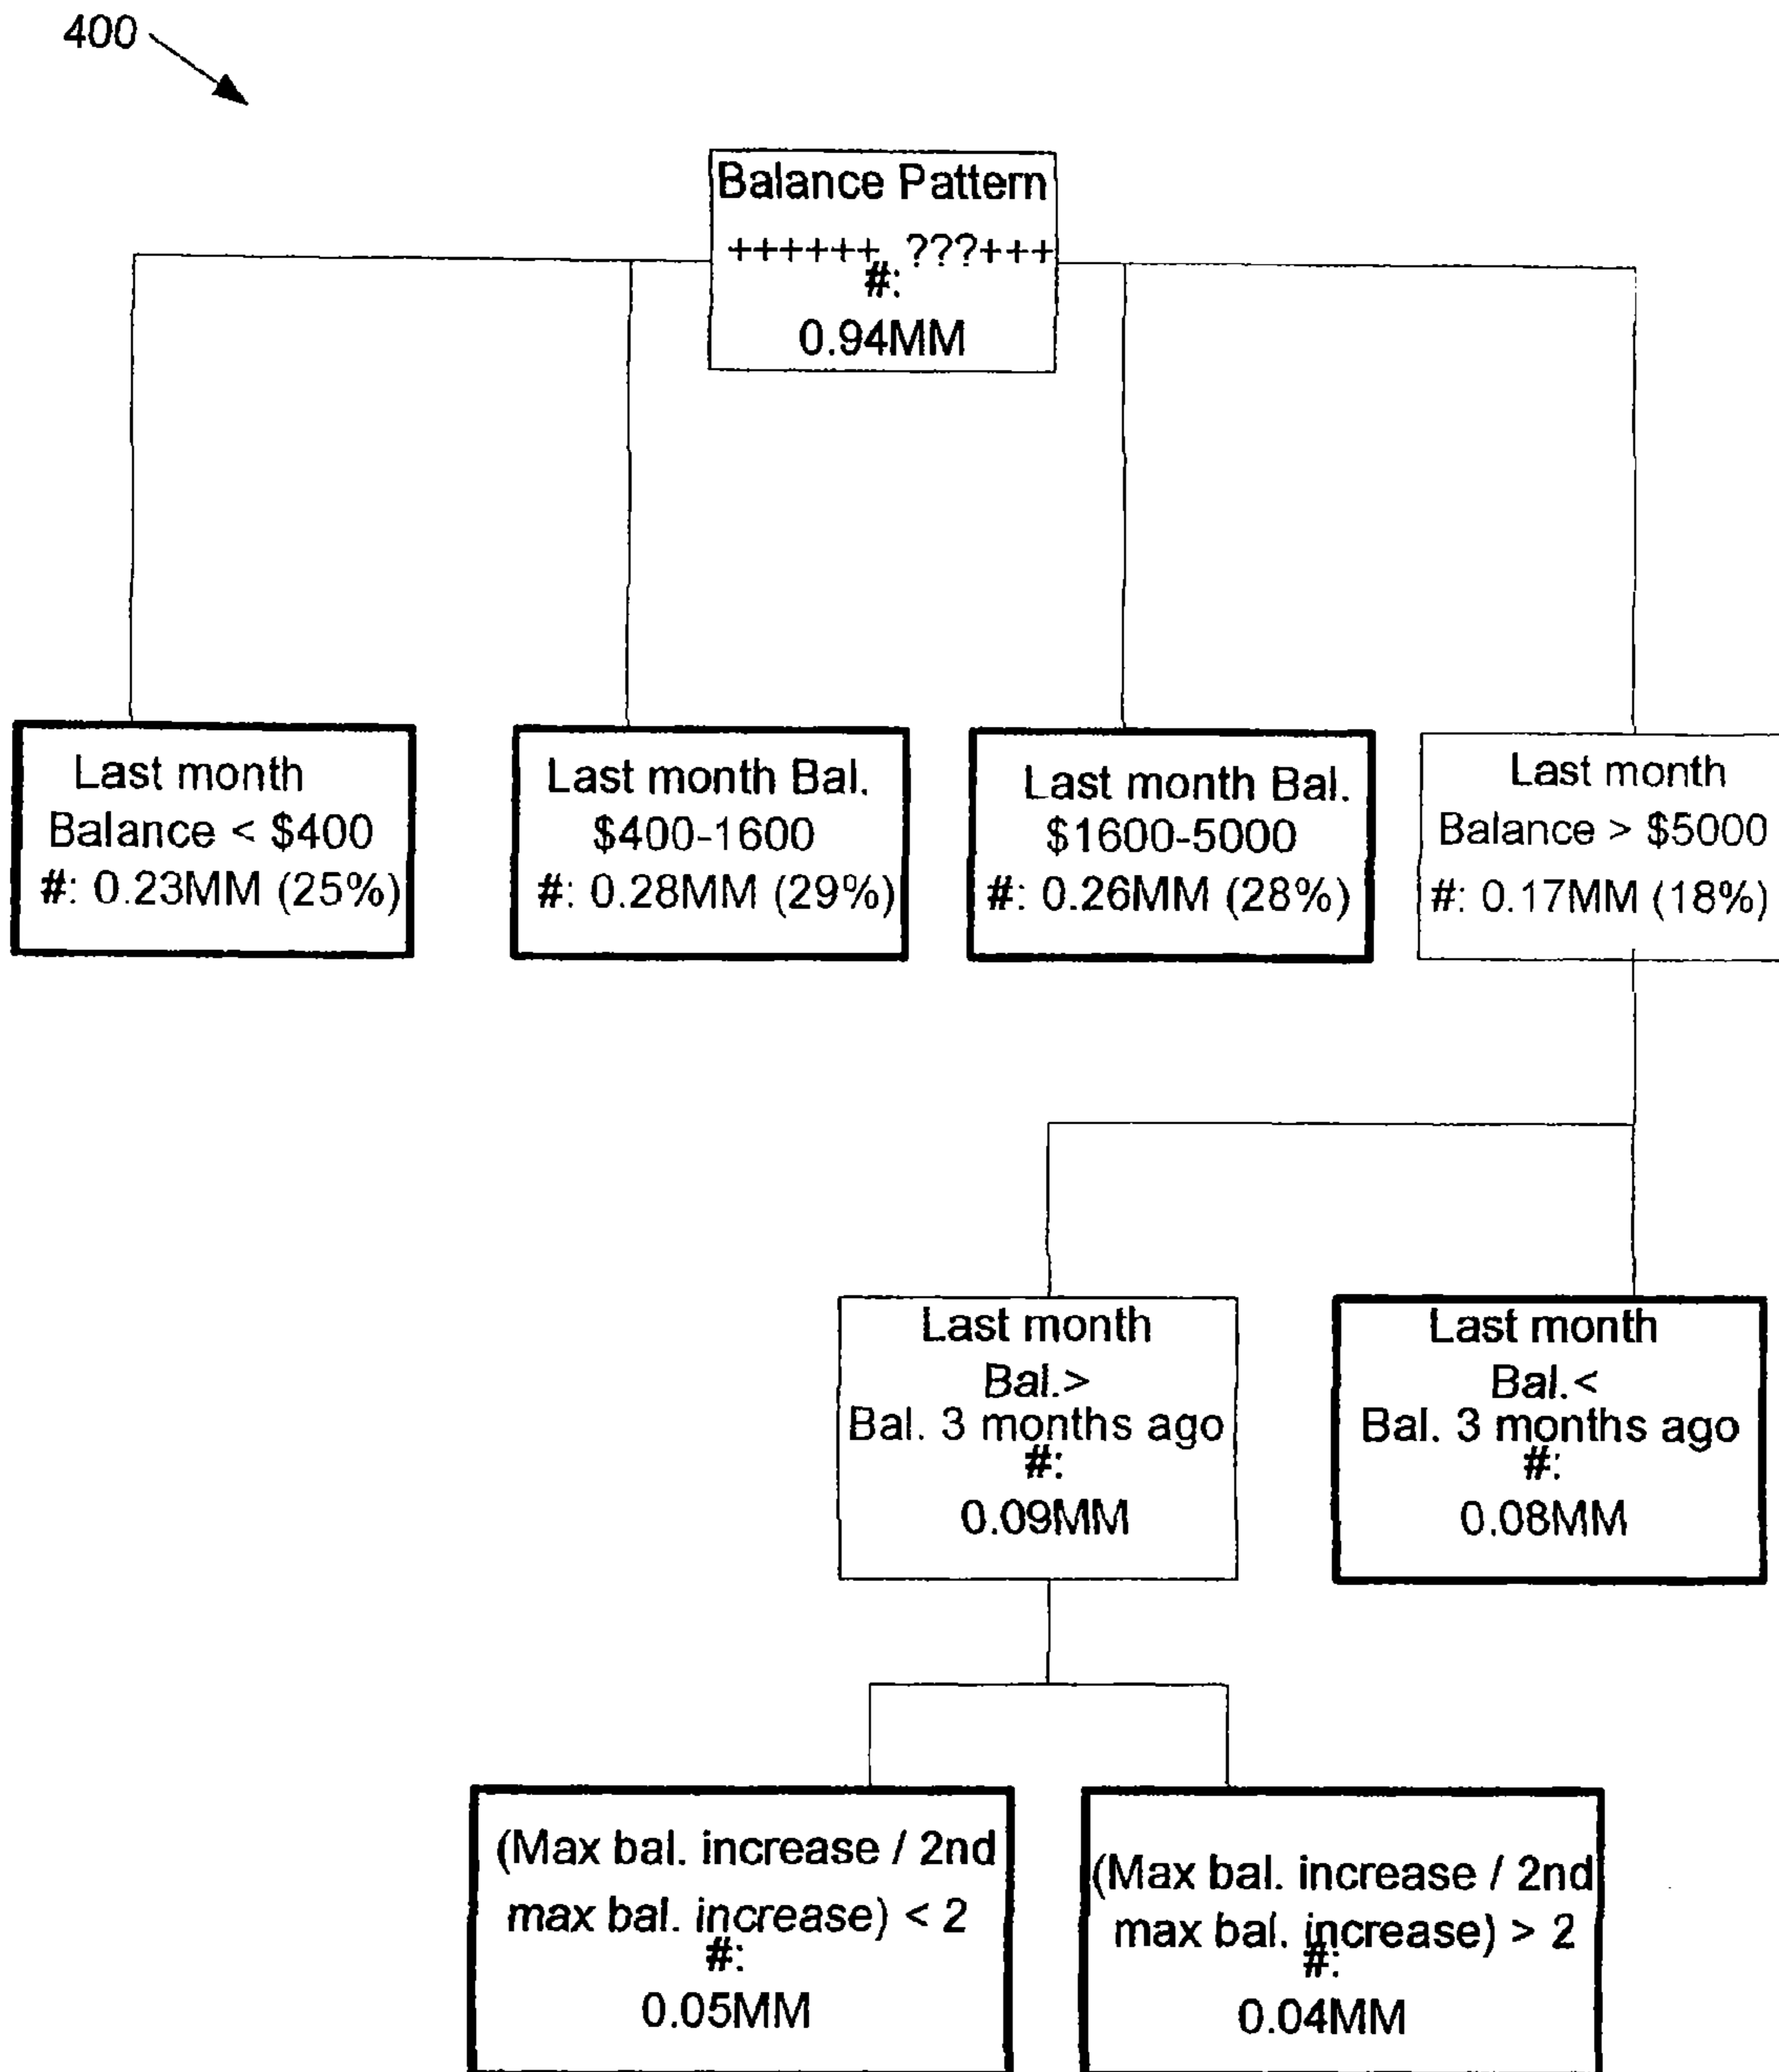 400
Balance Pattern
++++++, ???+++
#:
0.94MM
Last month
Balance < $400
#: 0.23MM (25%)
Last month Bal.
$400-1600
#: 0.28MM (29%)
Last month Bal.
$1600-5000
#: 0.26MM (28%)
Last month
Balance > $5000
#: 0.17MM (18%)
Last month
Bal.>
Bal. 3 months ago
#:
0.09MM
Last month
Bal.<
Bal. 3 months ago
#:
0.08MM
(Max bal. increase / 2nd
max bal. increase) < 2
#:
0.05MM
(Max bal. increase / 2nd
max bal. increase) > 2
#:
0.04MM